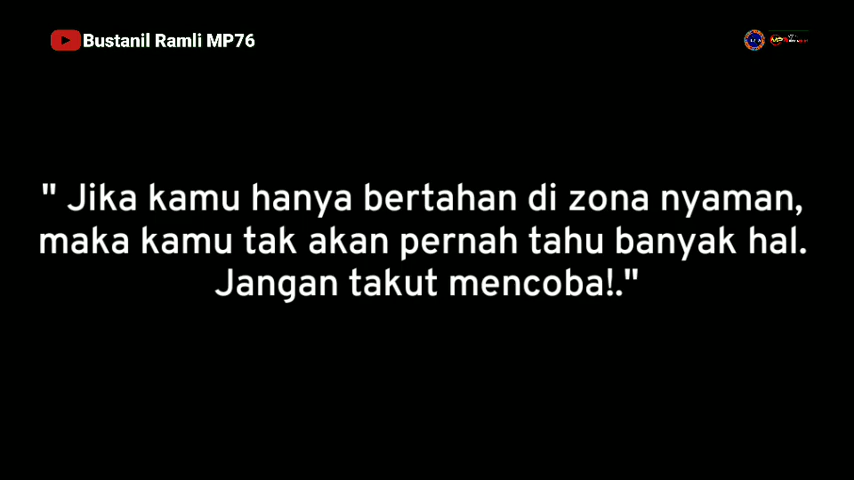 Bustanil Ramli MP76
" Jika kamu hanya bertahan di zona nyaman,
maka kamu tak akan pernah tahu banyak hal.
Jangan takut mencoba!."